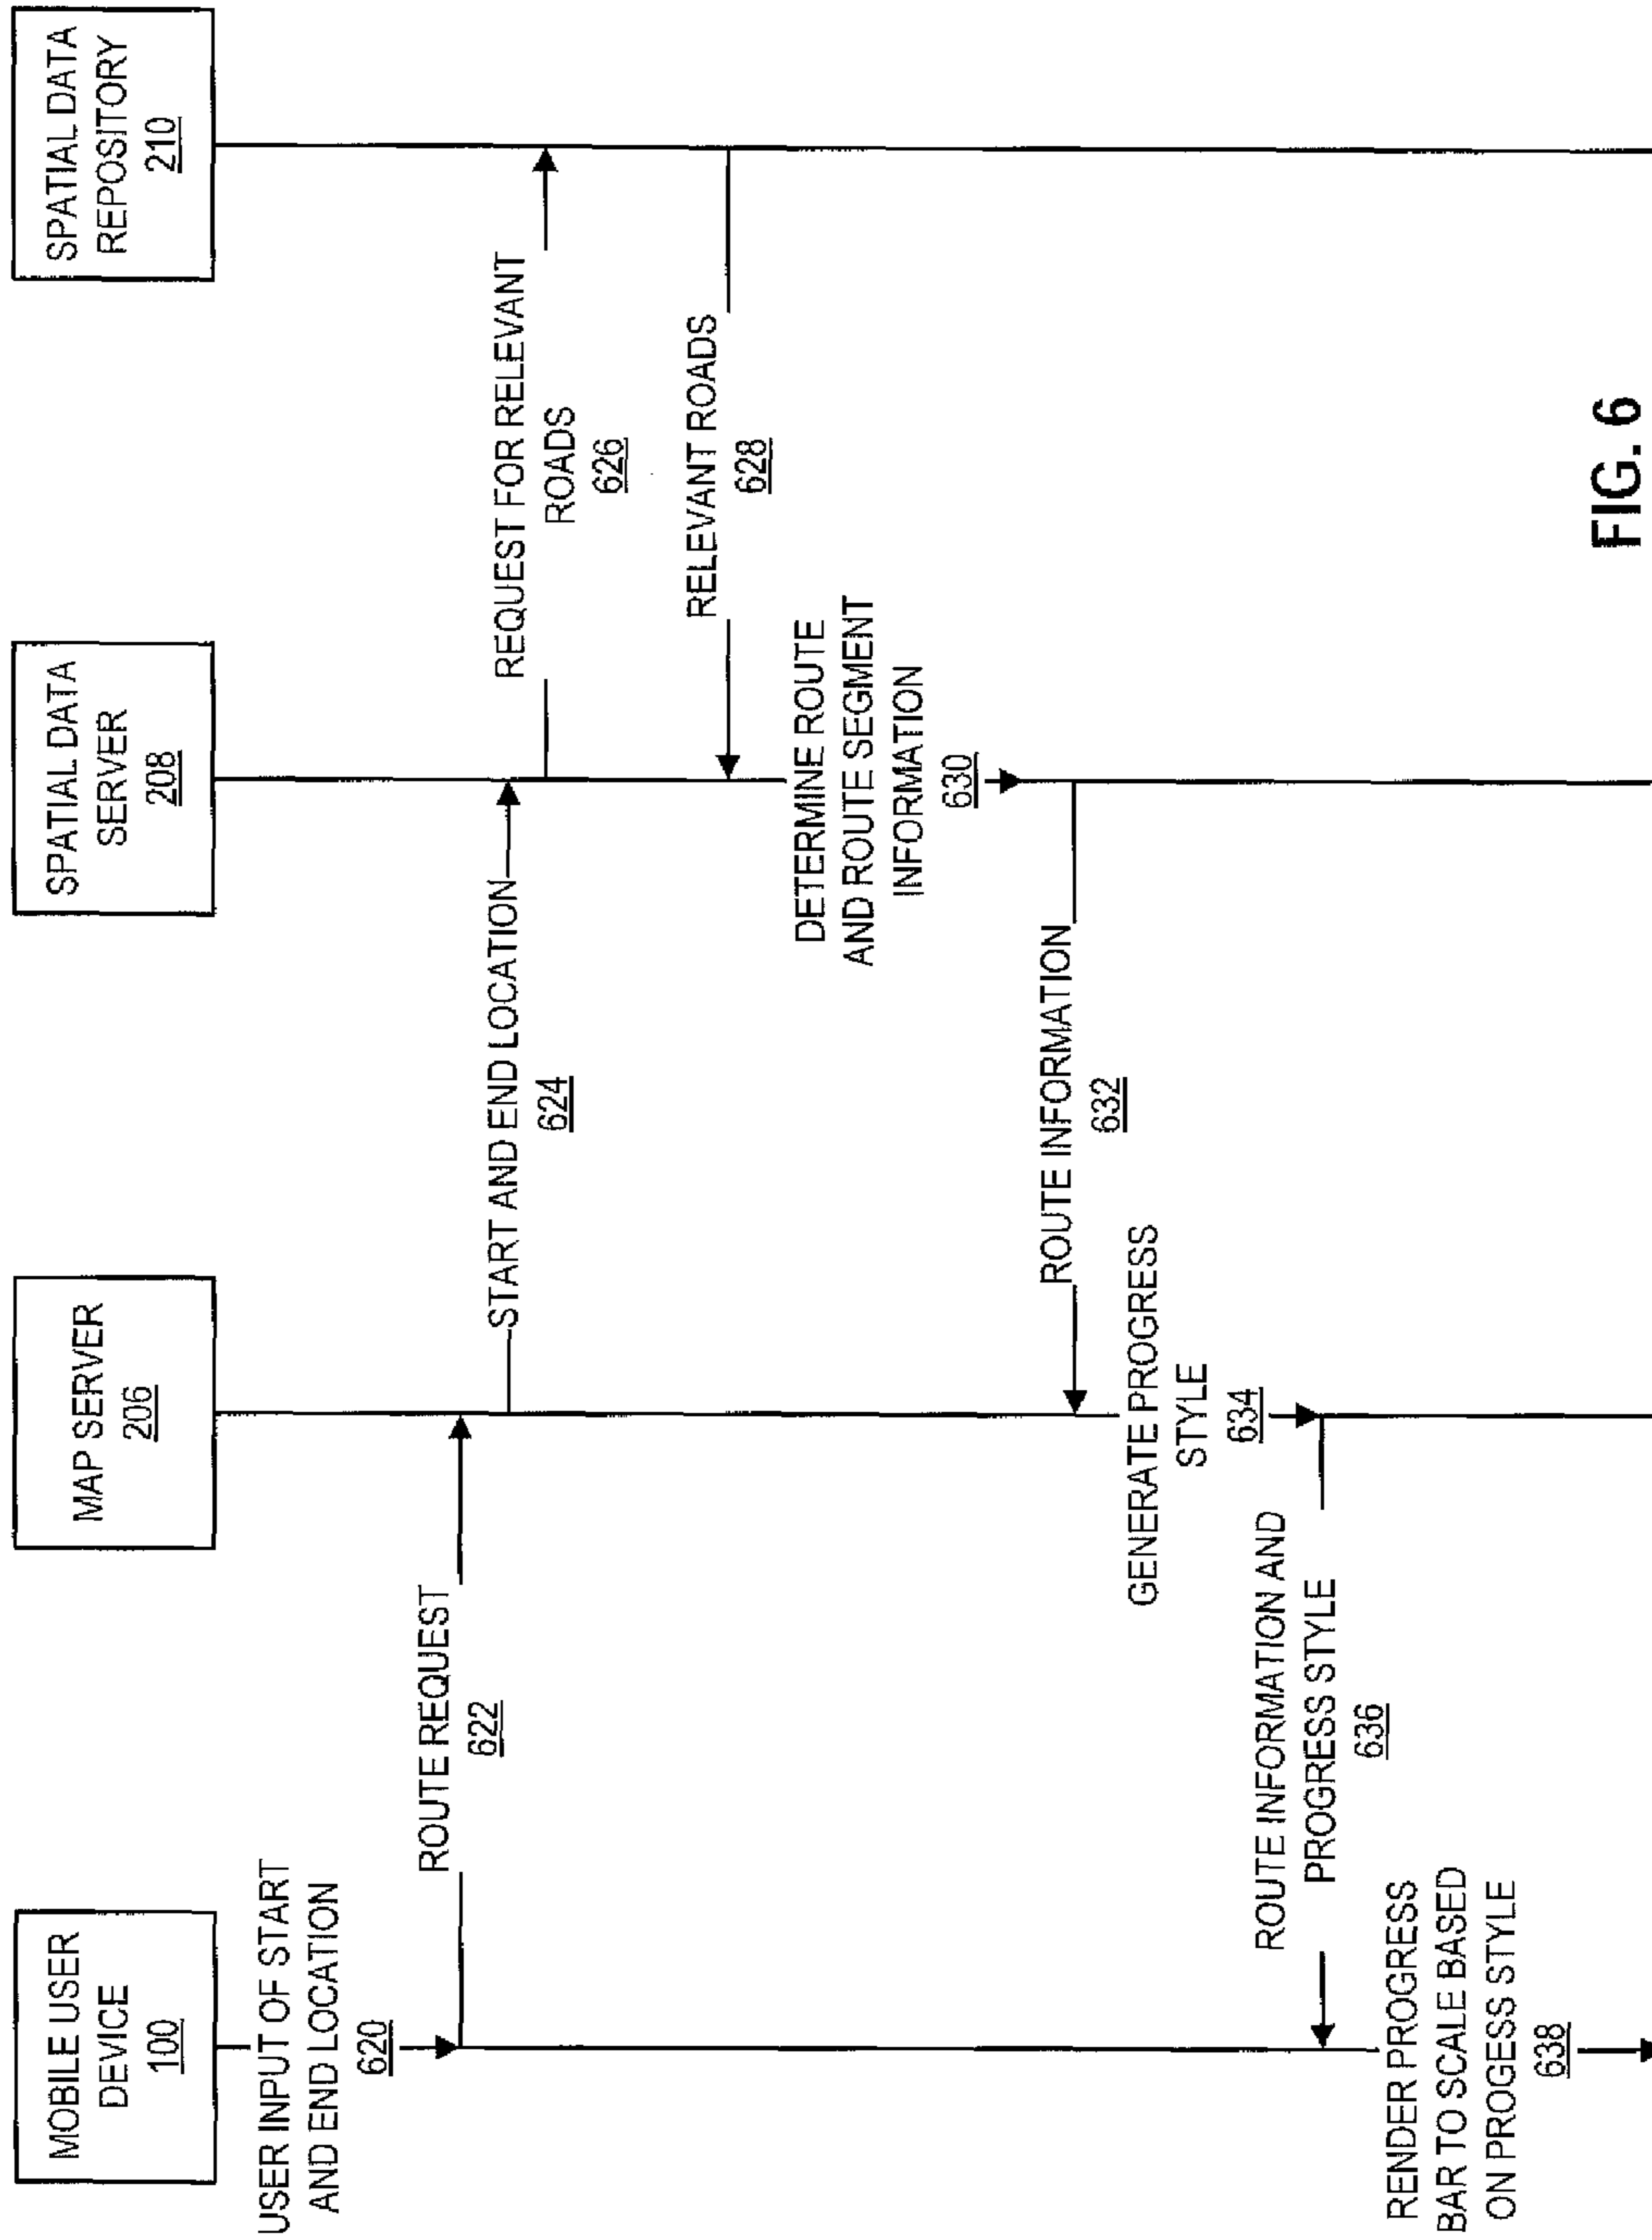 MOBILE USER
DEVICE
100
MAP SERVER
206
SPATIAL DATA
SERVER
208
SPATIAL DATA
REPOSITORY
210
USER INPUT OF START
AND END LOCATION
620
ROUTE REQUEST
622
START AND END LOCATION
624
REQUEST FOR RELEVANT
ROADS
626
RELEVANT ROADS
628
DETERMINE ROUTE
AND ROUTE SEGMENT
INFORMATION
630
ROUTE INFORMATION
632
GENERATE PROGRESS
STYLE
634
ROUTE INFORMATION AND
PROGRESS STYLE
636
RENDER PROGRESS
BAR TO SCALE BASED
ON PROGESS STYLE
638
FIG. 6